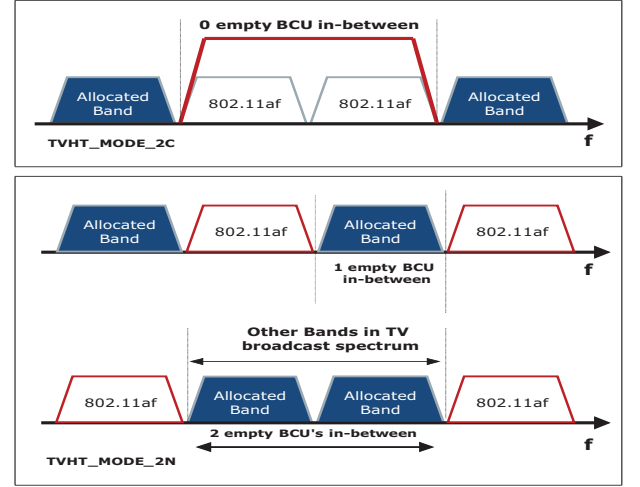 0 empty BCU in-between
Allocated
Band
802.11af
802.11af
Allocated
Band
TVHT_MODE_2C
f
Allocated
Band
802.11af
Allocated
Band
802.11af
1 empty BCU
in-between
f
Other Bands in TV
broadcast spectrum
802.11af
Allocated
Band
Allocated
Band
802.11af
2 empty BCU's in-between
f
TVHT_MODE_2N